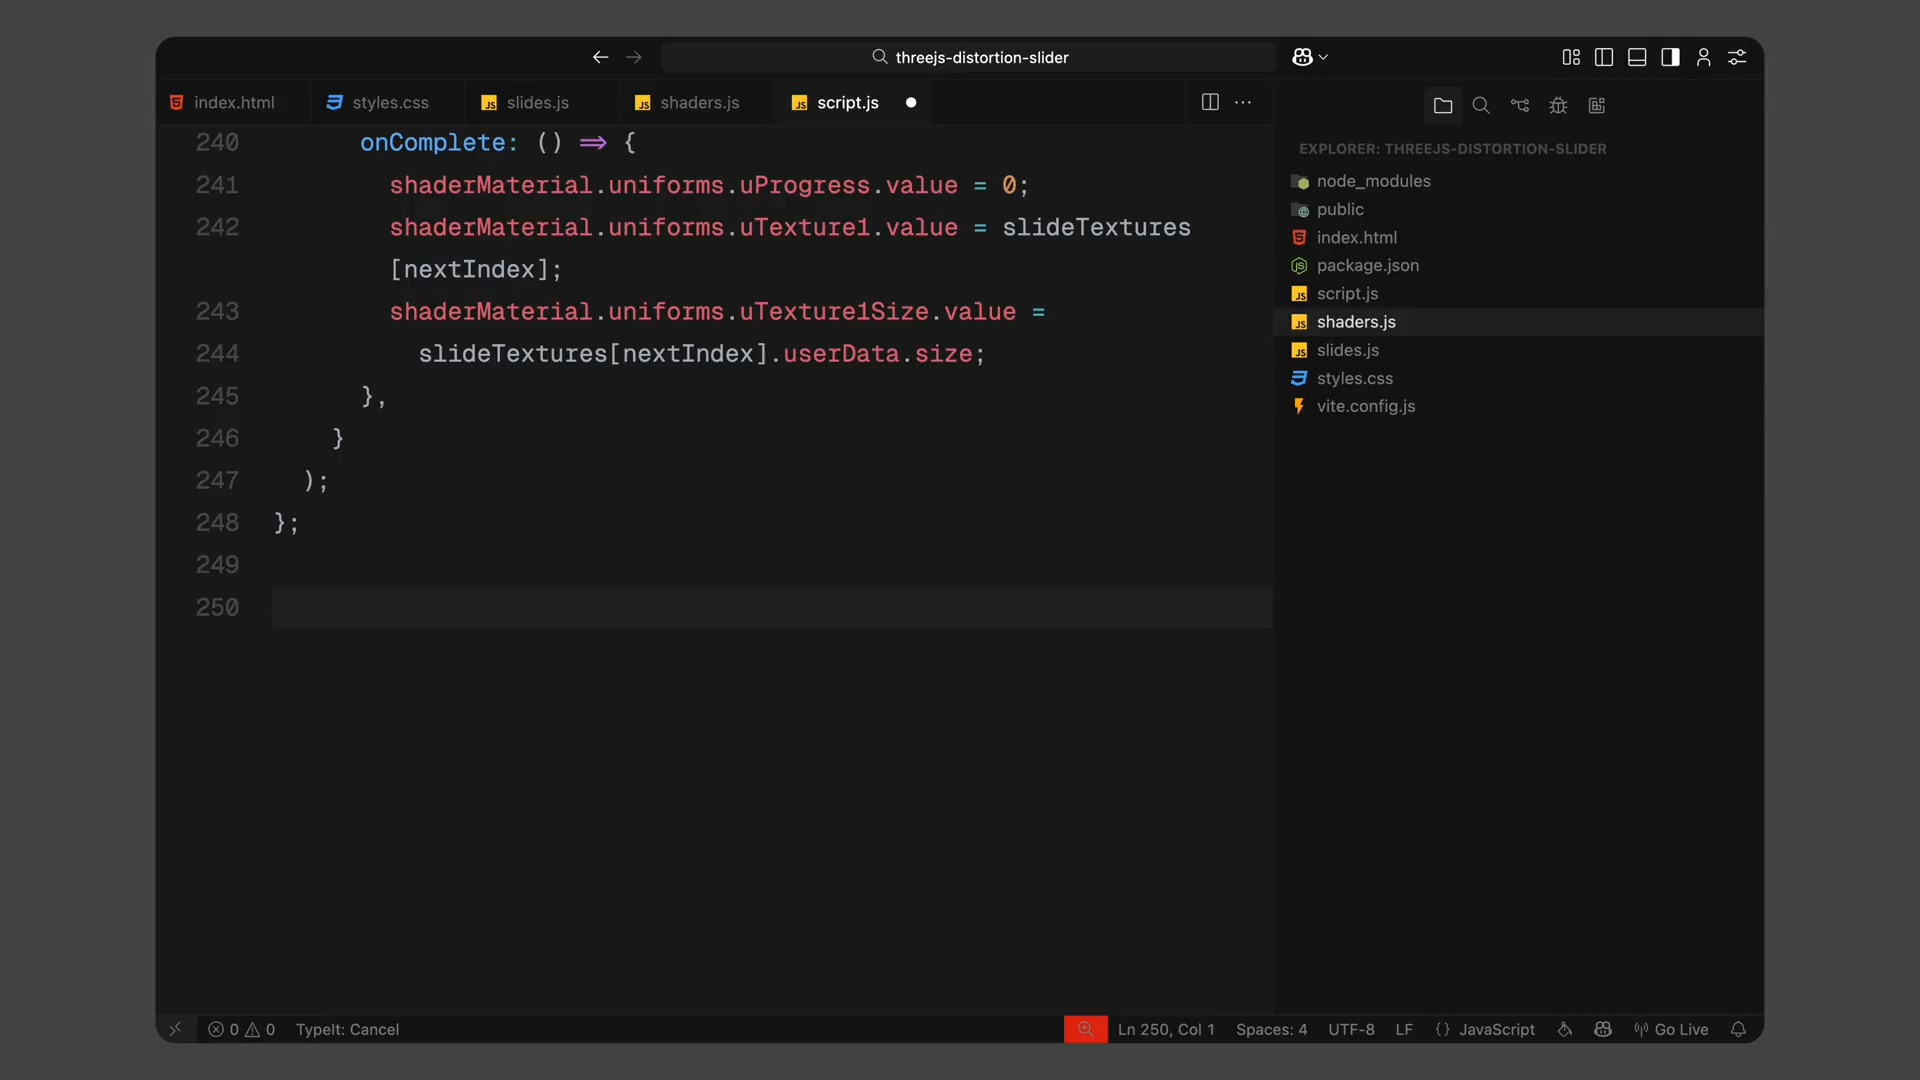 threejs-distortion-slider
index.html
styles.css
slides.js
shaders.js
script.js
240 onComplete: () => {
241 shaderMaterial.uniforms.uProgress.value = 0;
242 shaderMaterial.uniforms.uTexture1.value = slideTextures
[nextIndex];
243 shaderMaterial.uniforms.uTexture1Size.value =
244 slideTextures[nextIndex].userData.size;
245 },
246 }
247 );
248 };
249
250
EXPLORER: THREEJS-DISTORTION-SLIDER
node_modules
public
index.html
package.json
script.js
shaders.js
slides.js
styles.css
vite.config.js
0 0 TypeIt: Cancel
Ln 250, Col 1 Spaces: 4 UTF-8 LF {} JavaScript Go Live